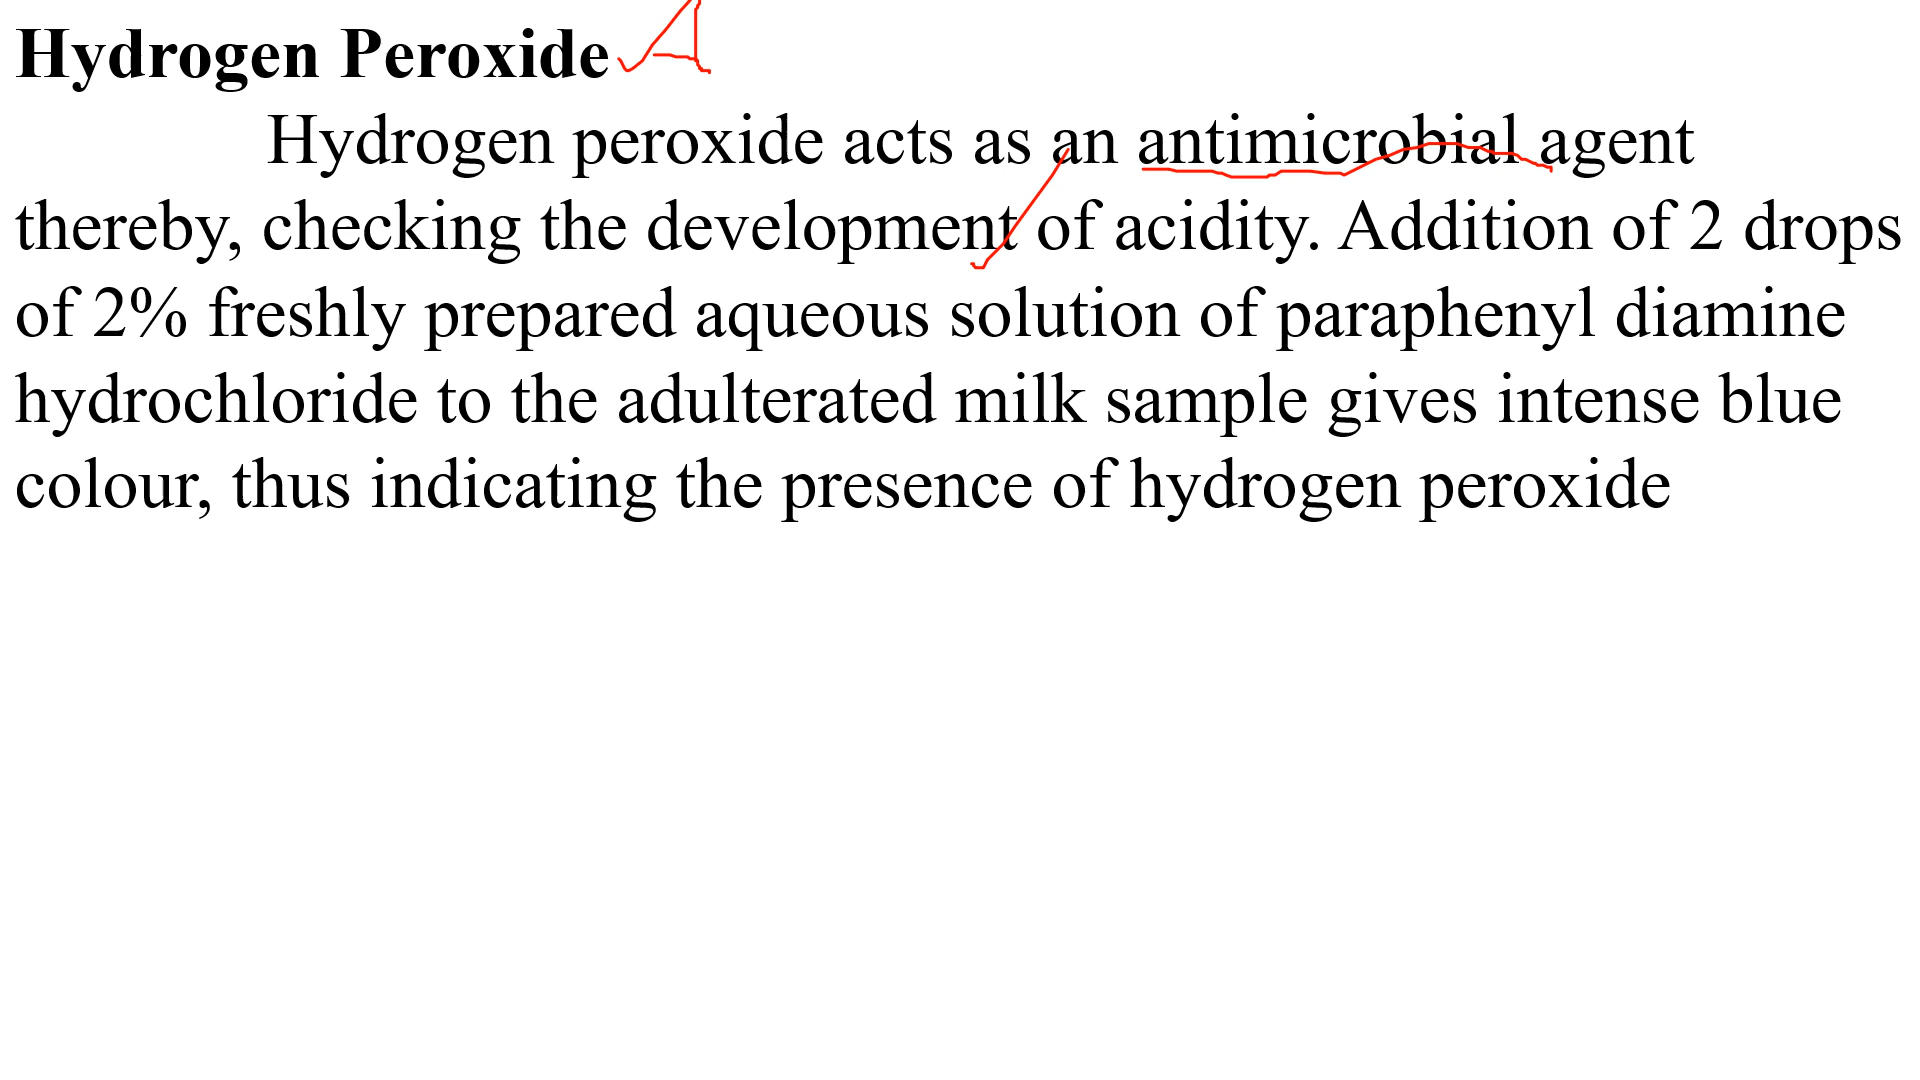 Hydrogen Peroxide A
Hydrogen peroxide acts as an antimicrobial agent
thereby, checking the development of acidity. Addition of 2 drops
of 2% freshly prepared aqueous solution of paraphenyl diamine
hydrochloride to the adulterated milk sample gives intense blue
colour, thus indicating the presence of hydrogen peroxide